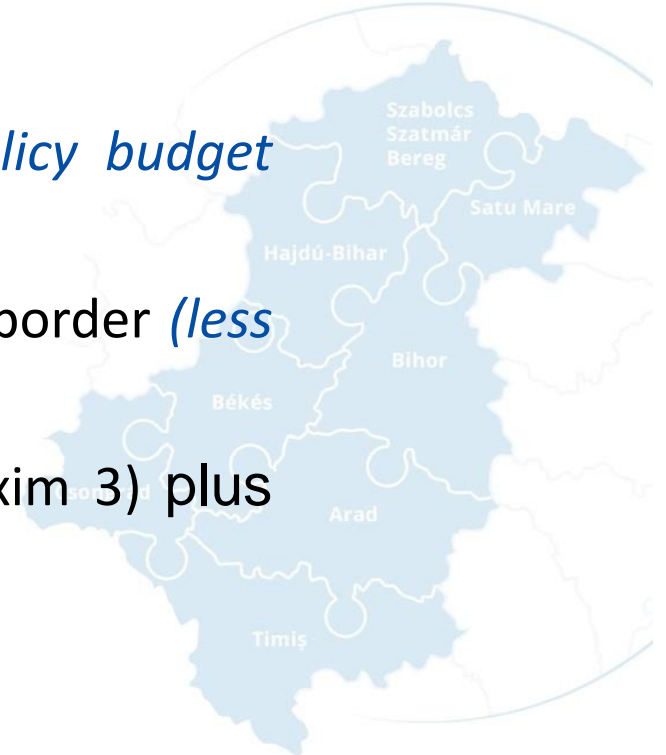 Szabolcs
Szatmár
Bereg
licy budget
Satu Mare
Hajdú-Bihar
border (less
Bihor
Békés
xim 3) plus
Arad
Timiș